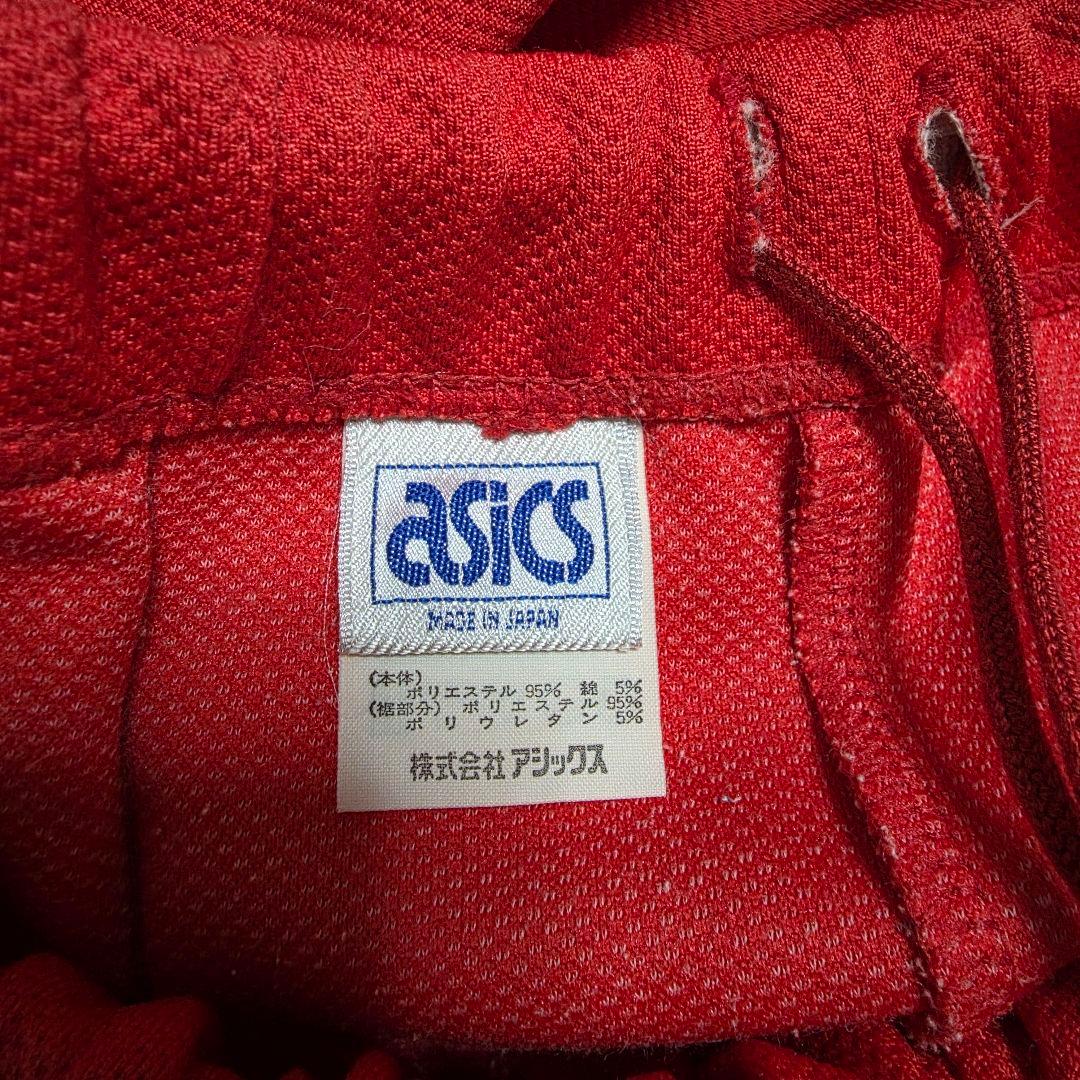 asics
MADE IN JAPAN
(本体)
ポリエステル 95% 綿 5%
(裾部分) ポリエステル 95%
ポリウレタン 5%
株式会社アシックス